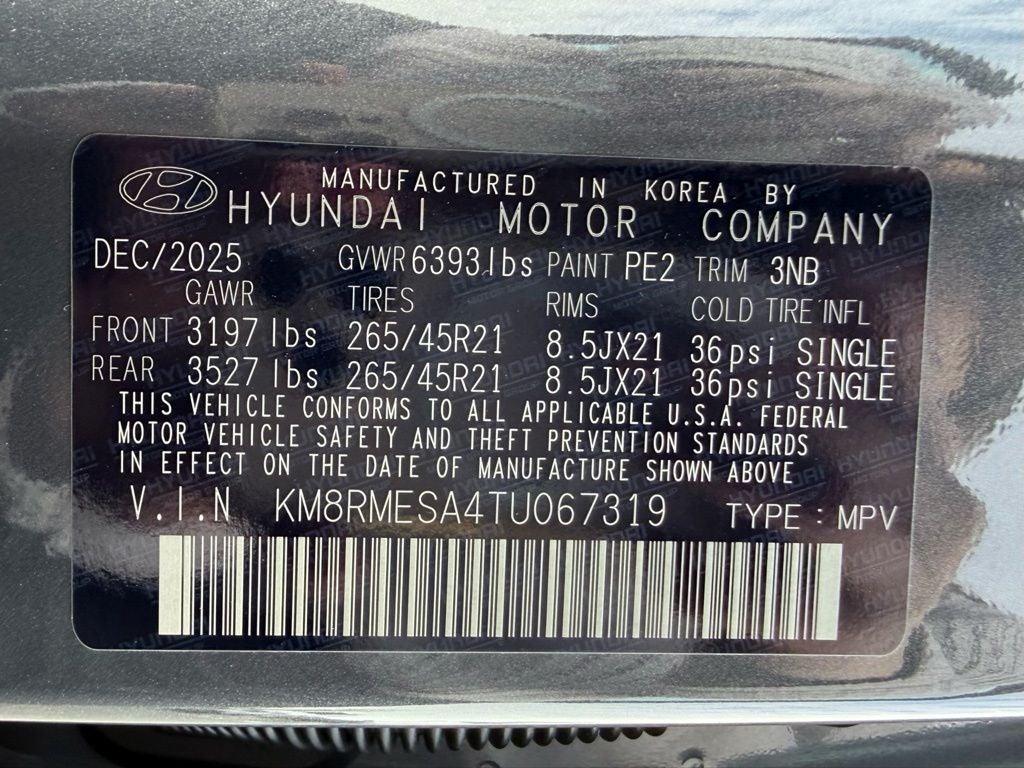 MANUFACTURED IN KOREA BY
HYUNDAI MOTOR COMPANY
DEC/2025 GVWR 6393 lbs PAINT PE2 TRIM 3NB
GAWR TIRES RIMS COLD TIRE INFL
FRONT 3197 lbs 265/45R21 8.5JX21 36psi SINGLE
REAR 3527 lbs 265/45R21 8.5JX21 36psi SINGLE
THIS VEHICLE CONFORMS TO ALL APPLICABLE U.S.A. FEDERAL
MOTOR VEHICLE SAFETY AND THEFT PREVENTION STANDARDS
IN EFFECT ON THE DATE OF MANUFACTURE SHOWN ABOVE
V.I.N KM8RMESA4TU067319 TYPE : MPV